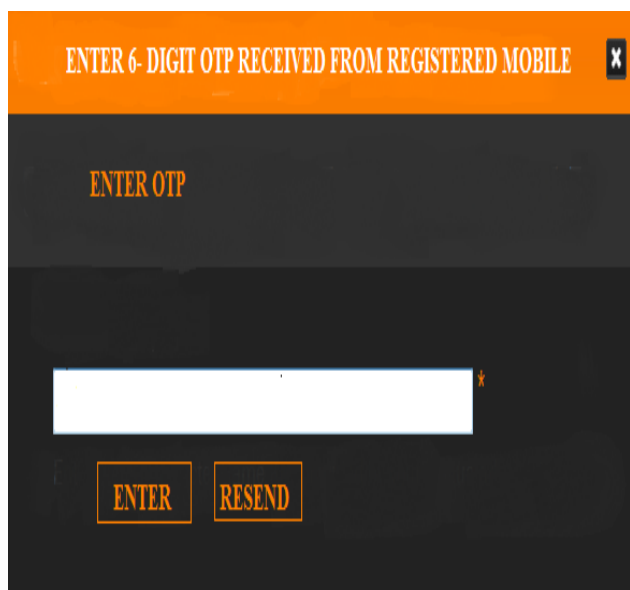 ENTER 6- DIGIT OTP RECEIVED FROM REGISTERED MOBILE
ENTER OTP
*
ENTER RESEND